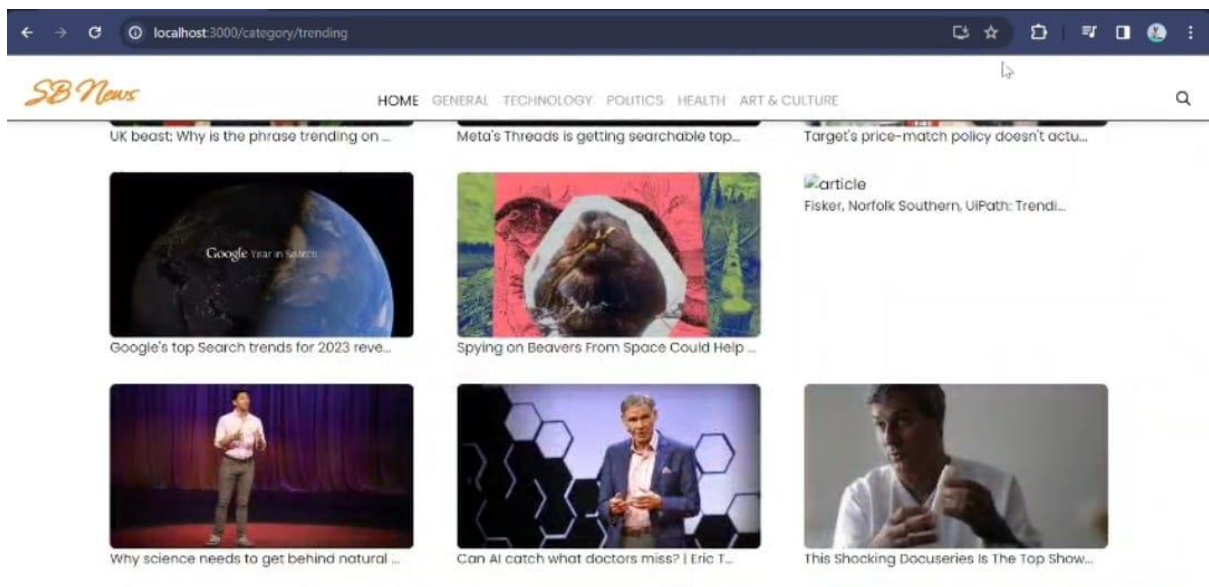 localhost:3000/category/trending
SB News
HOME GENERAL TECHNOLOGY POLITICS HEALTH ART & CULTURE
UK beast: Why is the phrase trending on ...
Meta's Threads is getting searchable top...
Target's price-match policy doesn't actu...
Google Year in Search
article
Fisker, Norfolk Southern, UiPath: Trendi...
Google's top Search trends for 2023 reve...
Spying on Beavers From Space Could Help ...
Why science needs to get behind natural ...
Can AI catch what doctors miss? | Eric T...
This Shocking Docuseries Is The Top Show...